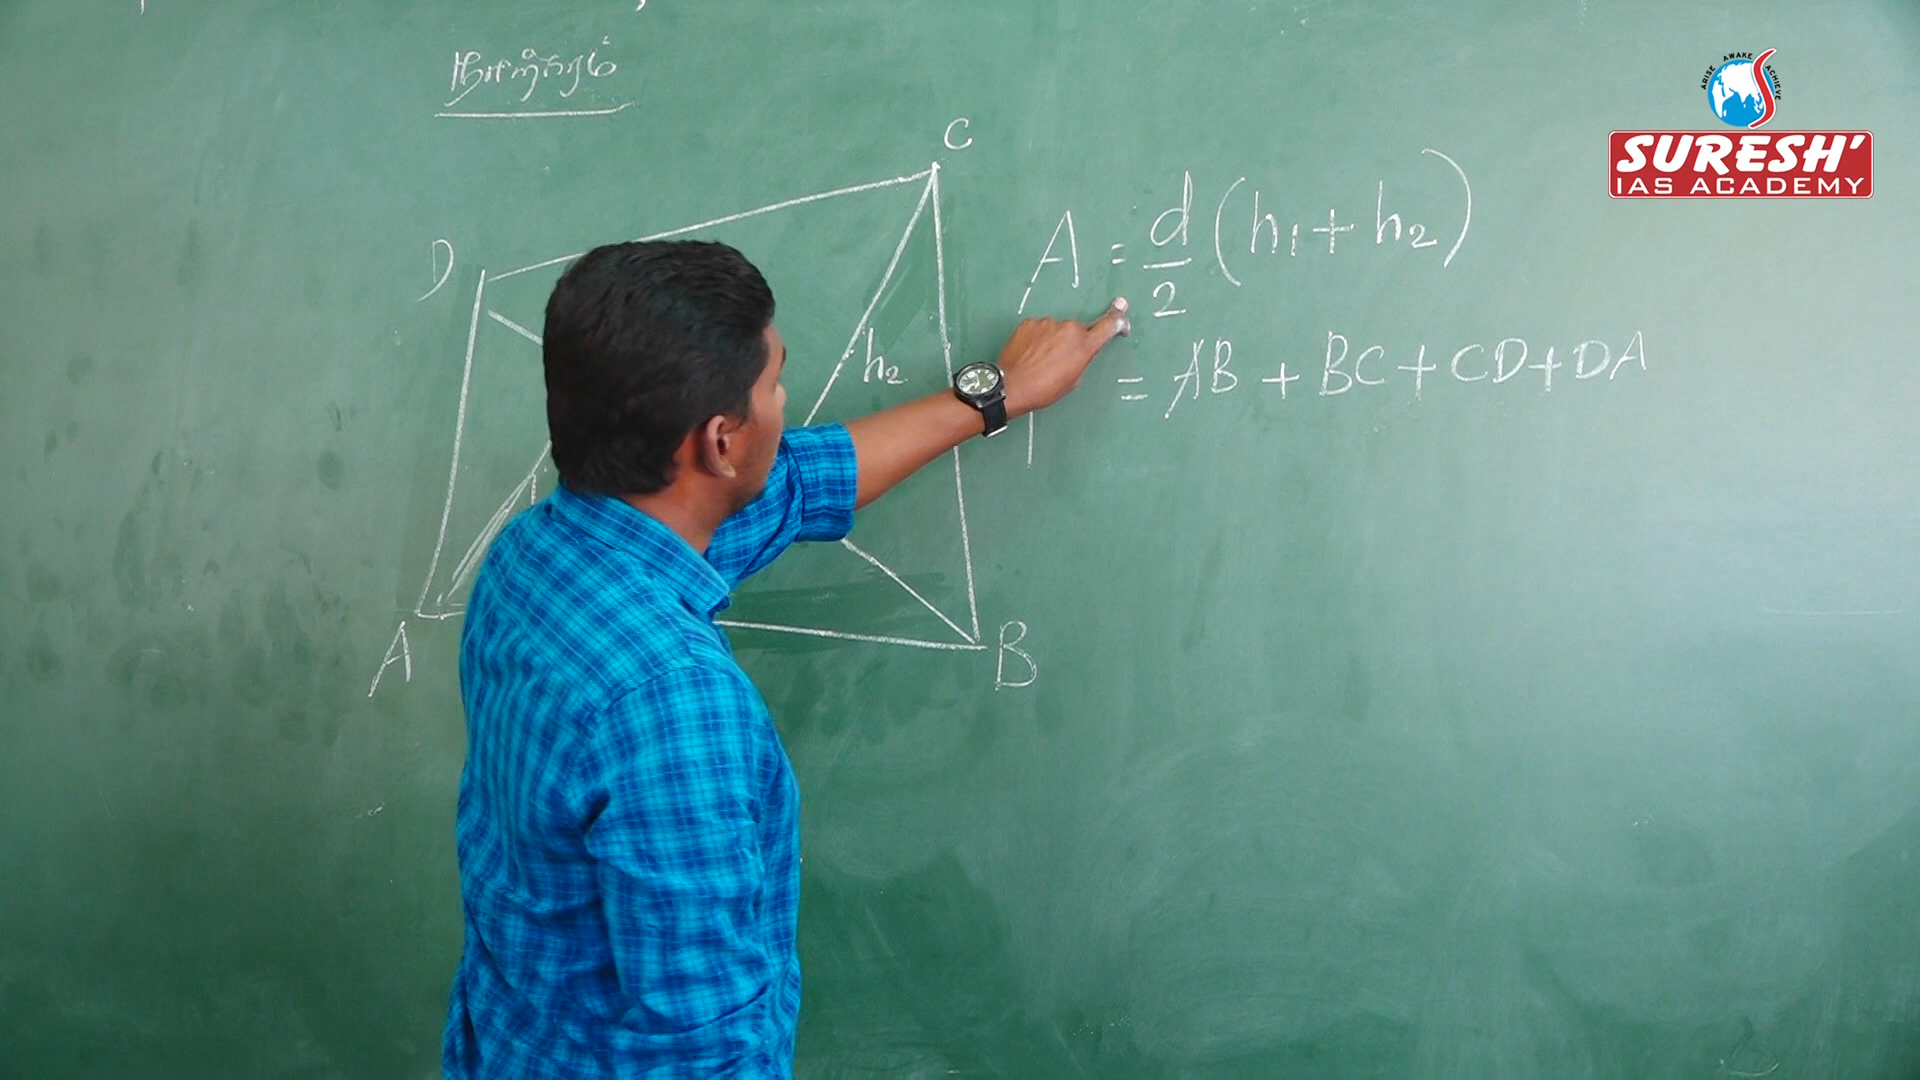 நாற்கரம்
C
D
A = d/2 (h₁ + h₂)
h₂
= AB + BC + CD + DA
A
B
ARISE AWAKE ACHIEVE
SURESH'
IAS ACADEMY